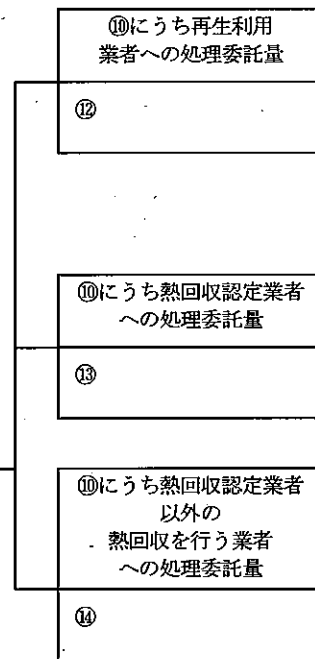 ⑩にうち再生利用
業者への処理委託量
⑫
⑩にうち熱回収認定業者
への処理委託量
⑬
⑩にうち熱回収認定業者
以外の
熱回収を行う業者
への処理委託量
⑭